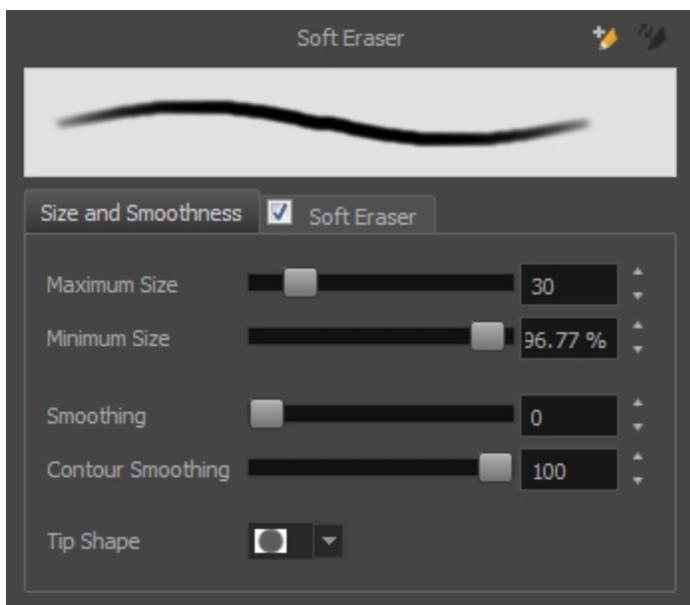 Soft Eraser
Size and Smoothness Soft Eraser
Maximum Size 30
Minimum Size 96.77 %
Smoothing 0
Contour Smoothing 100
Tip Shape